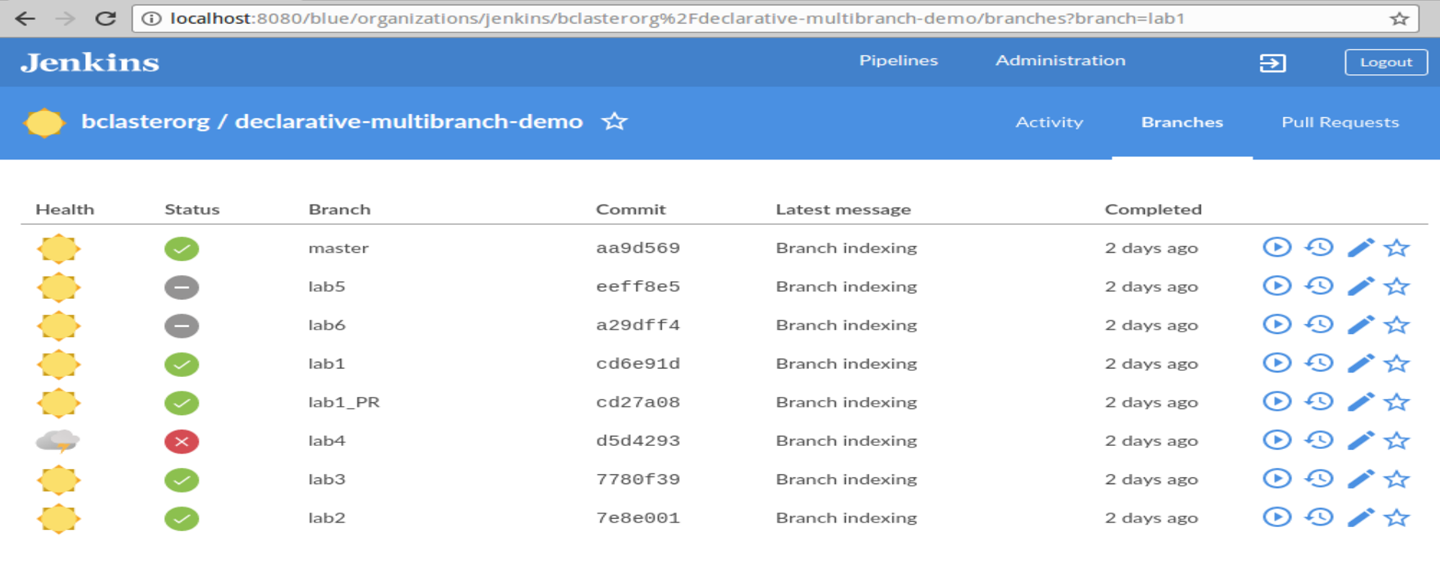 localhost:8080/blue/organizations/jenkins/bclasterorg%2Fdeclarative-multibranch-demo/branches?branch=lab1
Jenkins Pipelines Administration Logout
bclasterorg / declarative-multibranch-demo Activity Branches Pull Requests
Health Status Branch Commit Latest message Completed
master aa9d569 Branch indexing 2 days ago
lab5 eeff8e5 Branch indexing 2 days ago
lab6 a29dff4 Branch indexing 2 days ago
lab1 cd6e91d Branch indexing 2 days ago
lab1_PR cd27a08 Branch indexing 2 days ago
lab4 d5d4293 Branch indexing 2 days ago
lab3 7780f39 Branch indexing 2 days ago
lab2 7e8e001 Branch indexing 2 days ago